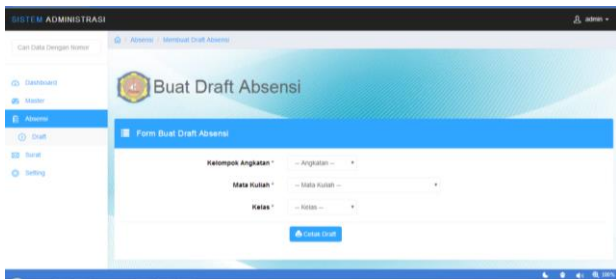 SISTEM ADMINISTRASI
admin
Cari Data Dengan Nomor
/ Absensi / Membuat Draft Absensi
Dashboard
Master
Absensi
Draft
Surat
Setting
Buat Draft Absensi
Form Buat Draft Absensi
Kelompok Angkatan * -- Angkatan --
Mata Kuliah * -- Mata Kuliah --
Kelas * -- Kelas --
Cetak Draft
100%